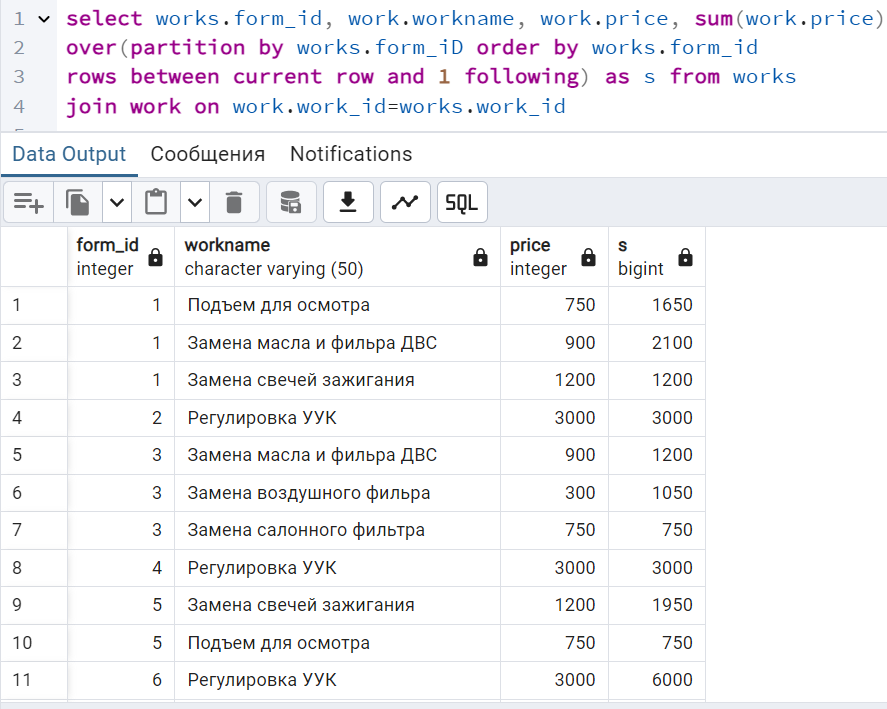 1 select works.form_id, work.workname, work.price, sum(work.price)
2 over(partition by works.form_iD order by works.form_id
3 rows between current row and 1 following) as s from works
4 join work on work.work_id=works.work_id
Data Output Сообщения Notifications
SQL
form_id workname price s
integer character varying (50) integer bigint
1 1 Подъем для осмотра 750 1650
2 1 Замена масла и фильра ДВС 900 2100
3 1 Замена свечей зажигания 1200 1200
4 2 Регулировка УУК 3000 3000
5 3 Замена масла и фильра ДВС 900 1200
6 3 Замена воздушного фильра 300 1050
7 3 Замена салонного фильтра 750 750
8 4 Регулировка УУК 3000 3000
9 5 Замена свечей зажигания 1200 1950
10 5 Подъем для осмотра 750 750
11 6 Регулировка УУК 3000 6000